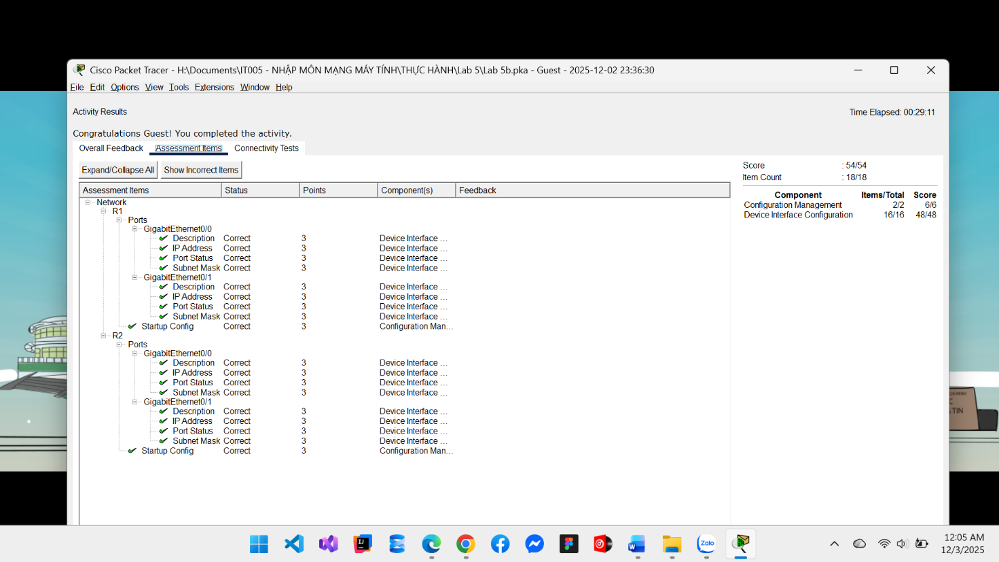 Cisco Packet Tracer - H:\Documents\IT005 - NHẬP MÔN MẠNG MÁY TÍNH\THỰC HÀNH\Lab 5\Lab 5b.pka - Guest - 2025-12-02 23:36:30
File Edit Options View Tools Extensions Window Help
Activity Results
Time Elapsed: 00:29:11
Congratulations Guest! You completed the activity.
Overall Feedback Assessment Items Connectivity Tests
Expand/Collapse All Show Incorrect Items
Assessment Items Status Points Component(s) Feedback
Network
R1
Ports
GigabitEthernet0/0
Description Correct 3 Device Interface ...
IP Address Correct 3 Device Interface ...
Port Status Correct 3 Device Interface ...
Subnet Mask Correct 3 Device Interface ...
GigabitEthernet0/1
Description Correct 3 Device Interface ...
IP Address Correct 3 Device Interface ...
Port Status Correct 3 Device Interface ...
Subnet Mask Correct 3 Device Interface ...
Startup Config Correct 3 Configuration Man...
R2
Ports
GigabitEthernet0/0
Description Correct 3 Device Interface ...
IP Address Correct 3 Device Interface ...
Port Status Correct 3 Device Interface ...
Subnet Mask Correct 3 Device Interface ...
GigabitEthernet0/1
Description Correct 3 Device Interface ...
IP Address Correct 3 Device Interface ...
Port Status Correct 3 Device Interface ...
Subnet Mask Correct 3 Device Interface ...
Startup Config Correct 3 Configuration Man...
Score : 54/54
Item Count : 18/18
Component Items/Total Score
Configuration Management 2/2 6/6
Device Interface Configuration 16/16 48/48
TIN
IJ
W
Zalo
12:05 AM
12/3/2025